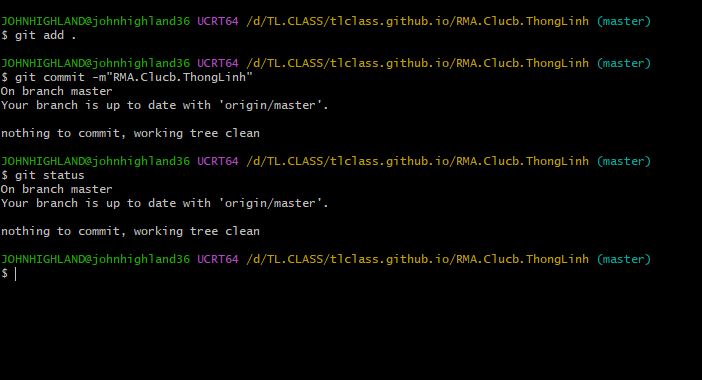 JOHNHIGHLAND@johnhighland36 UCRT64 /d/TL.CLASS/tlclass.github.io/RMA.Clucb.ThongLinh (master)
$ git add .
JOHNHIGHLAND@johnhighland36 UCRT64 /d/TL.CLASS/tlclass.github.io/RMA.Clucb.ThongLinh (master)
$ git commit -m"RMA.Clucb.ThongLinh"
On branch master
Your branch is up to date with 'origin/master'.
nothing to commit, working tree clean
JOHNHIGHLAND@johnhighland36 UCRT64 /d/TL.CLASS/tlclass.github.io/RMA.Clucb.ThongLinh (master)
$ git status
On branch master
Your branch is up to date with 'origin/master'.
nothing to commit, working tree clean
JOHNHIGHLAND@johnhighland36 UCRT64 /d/TL.CLASS/tlclass.github.io/RMA.Clucb.ThongLinh (master)
$